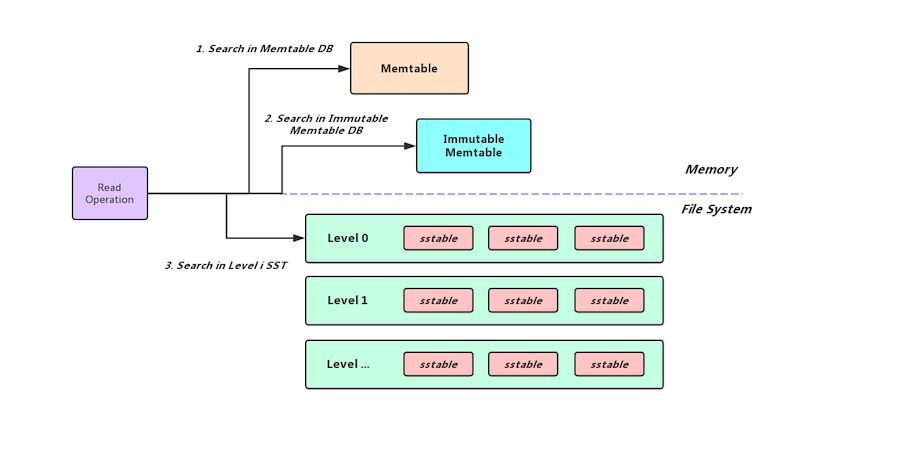 1. Search in Memtable DB
Memtable
2. Search in Immutable
Memtable DB
Immutable
Memtable
Memory
Read
Operation
File System
Level 0 sstable sstable sstable
3. Search in Level i SST
Level 1 sstable sstable sstable
Level ... sstable sstable sstable